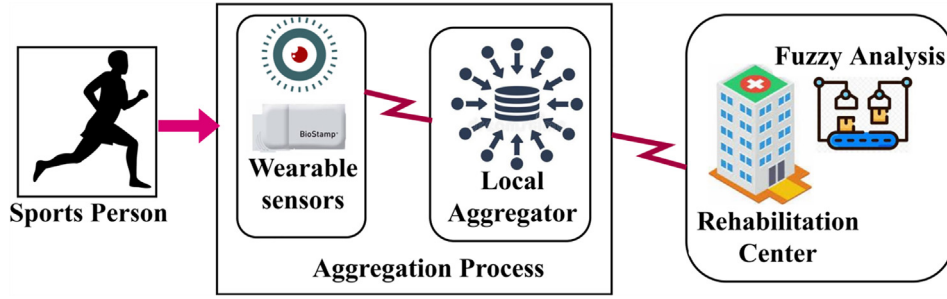 Sports Person
BioStamp®
Wearable
sensors
Local
Aggregator
Aggregation Process
Fuzzy Analysis
Rehabilitation
Center